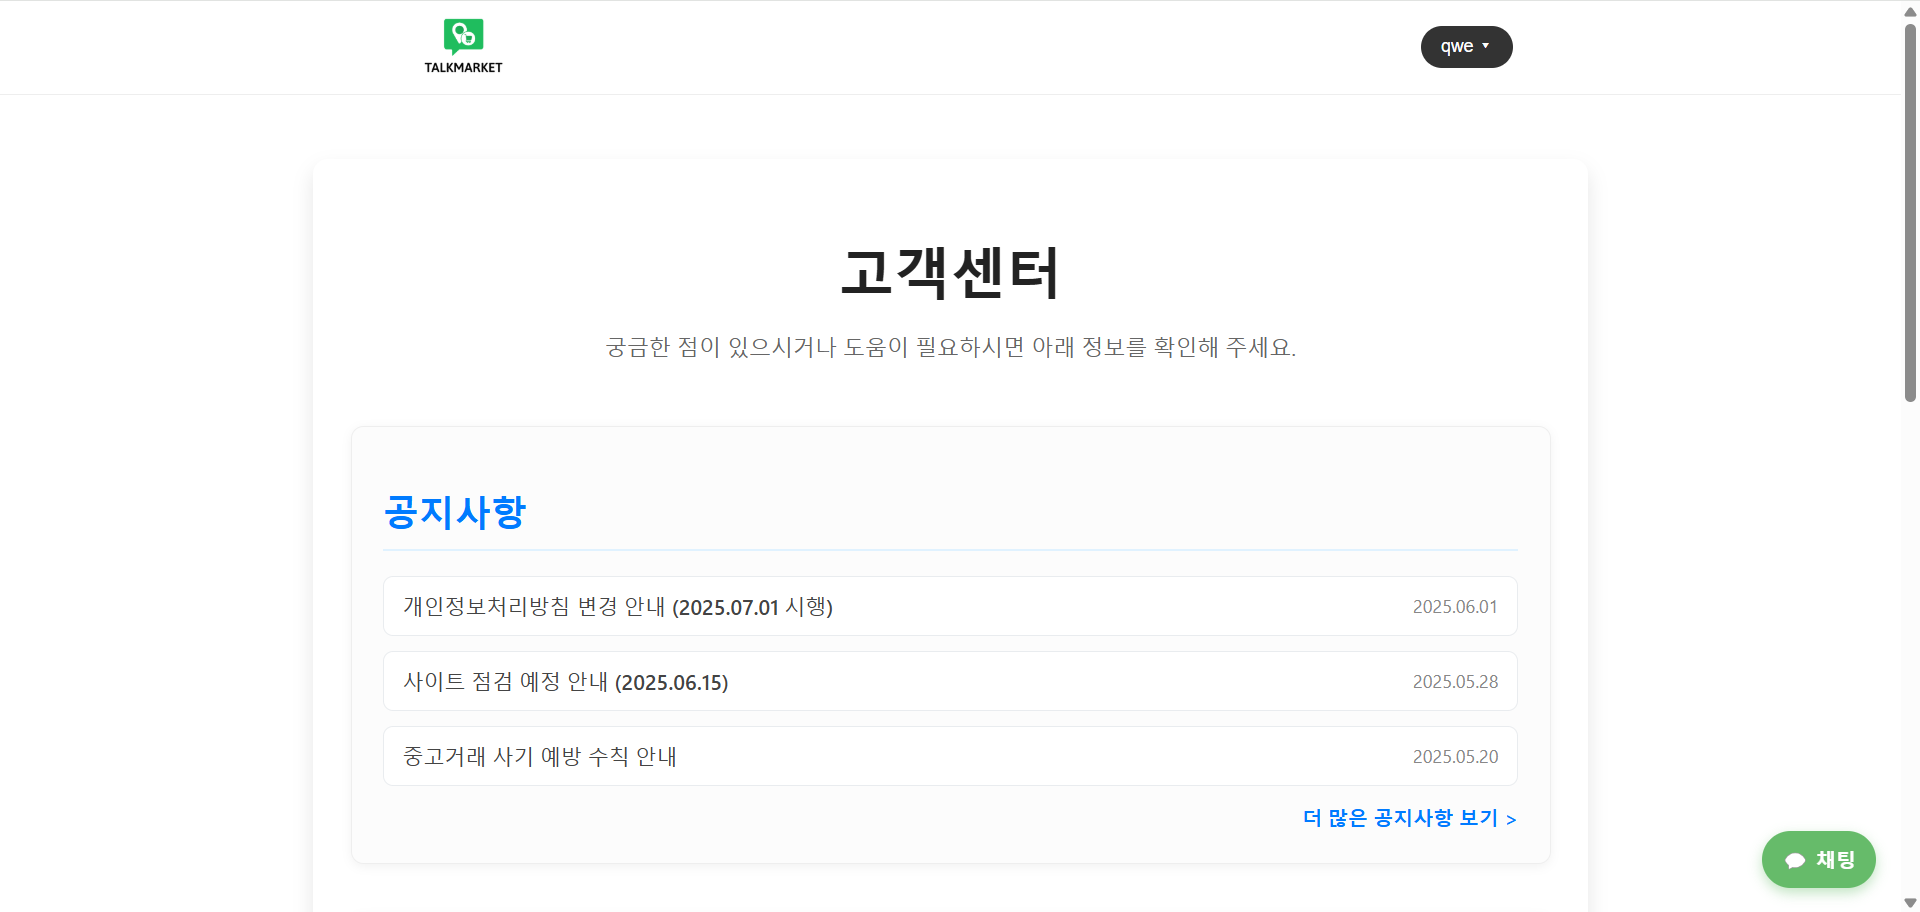 TALKMARKET
qwe
고객센터
궁금한 점이 있으시거나 도움이 필요하시면 아래 정보를 확인해 주세요.
공지사항
개인정보처리방침 변경 안내 (2025.07.01 시행) 2025.06.01
사이트 점검 예정 안내 (2025.06.15) 2025.05.28
중고거래 사기 예방 수칙 안내 2025.05.20
더 많은 공지사항 보기 >
채팅